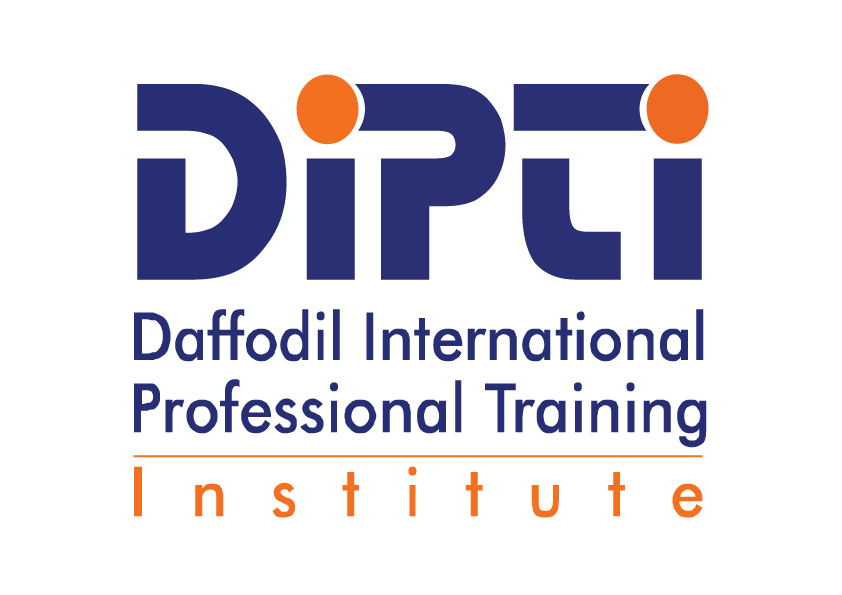 DiPTi
Daffodil International
Professional Training
Institute